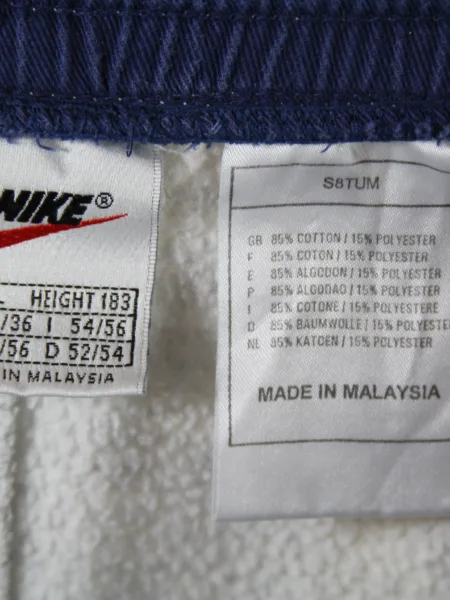 NIKE®
L HEIGHT 183
/36 I 54/56
/56 D 52/54
IN MALAYSIA
S8TUM
GB 85% COTTON / 15% POLYESTER
F 85% COTON / 15% POLYESTER
E 85% ALGODON / 15% POLYESTER
P 85% ALGODAO / 15% POLYESTER
I 85% COTONE / 15% POLYESTERE
D 85% BAUMWOLLE / 15% POLYESTER
NL 85% KATOEN / 15% POLYESTER
MADE IN MALAYSIA